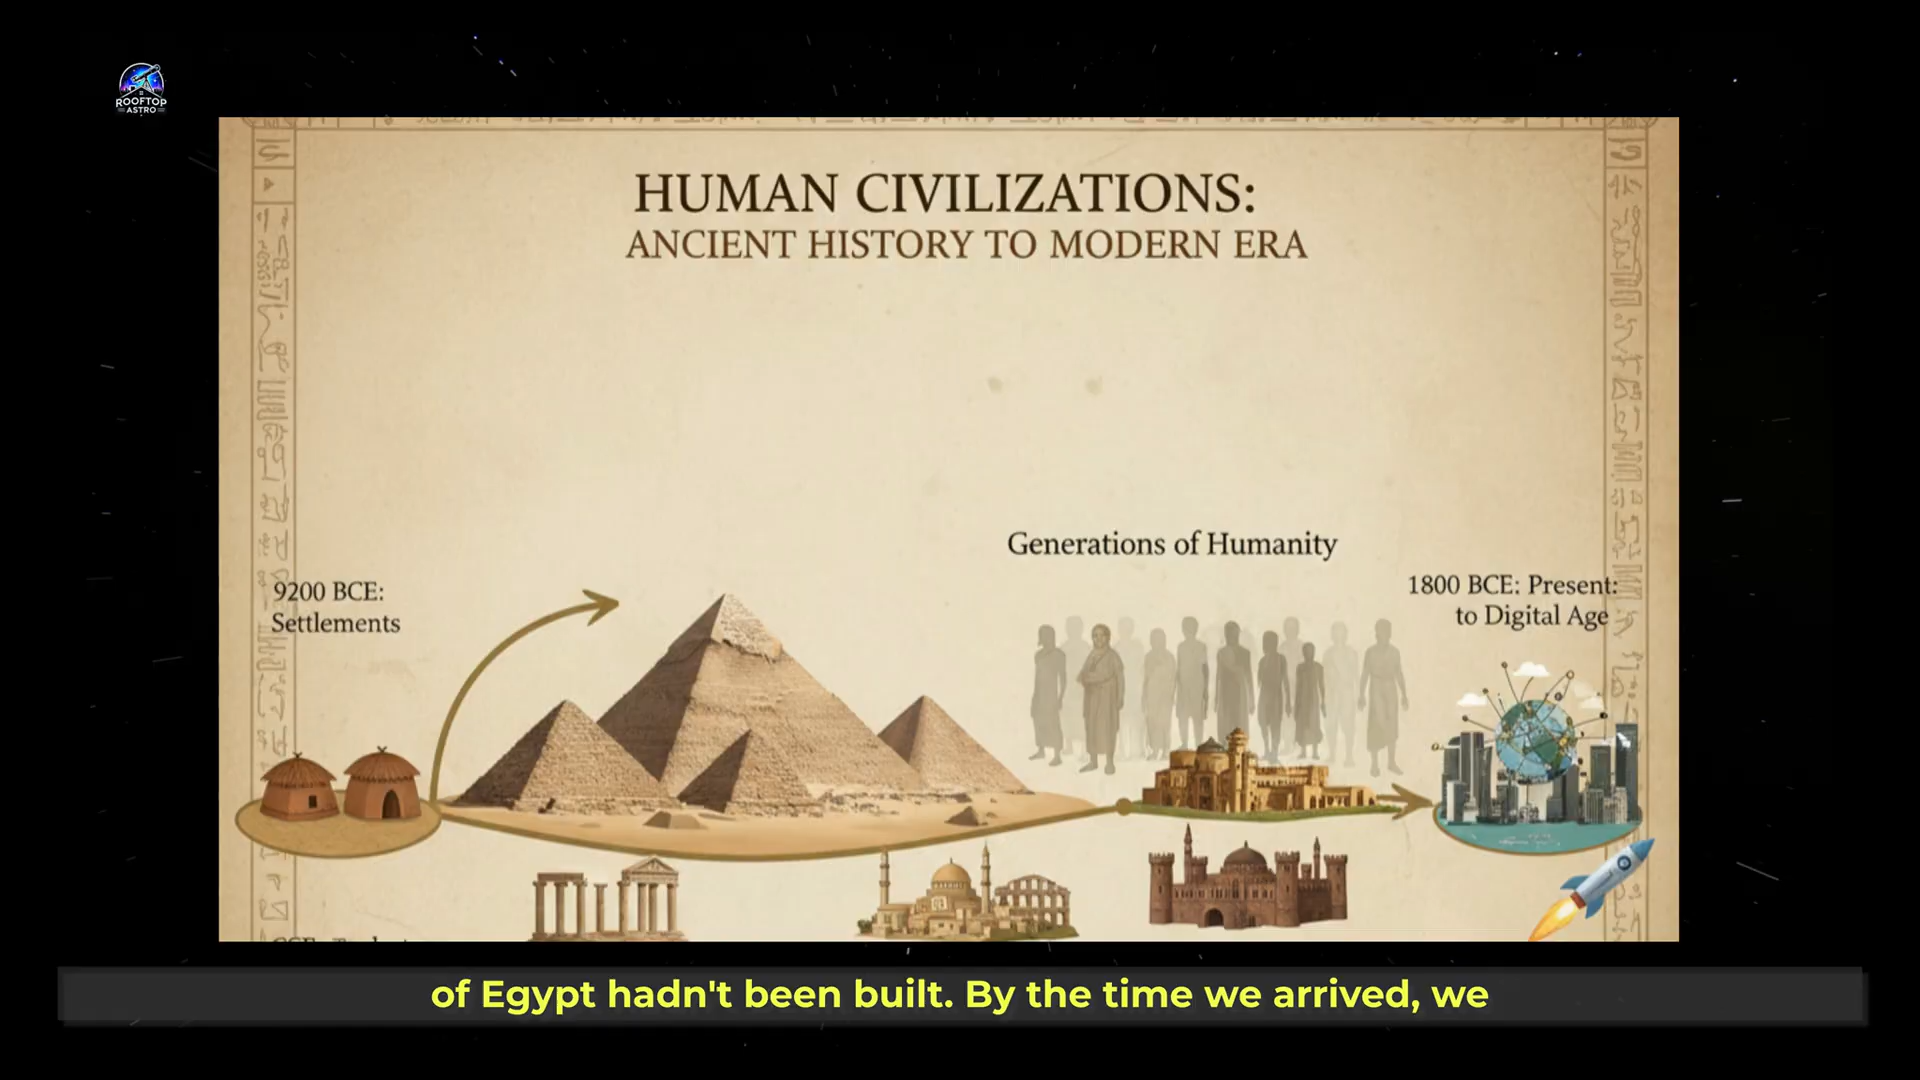 ROOFTOP
ASTRO
HUMAN CIVILIZATIONS:
ANCIENT HISTORY TO MODERN ERA
Generations of Humanity
9200 BCE:
Settlements
1800 BCE: Present:
to Digital Age
of Egypt hadn't been built. By the time we arrived, we